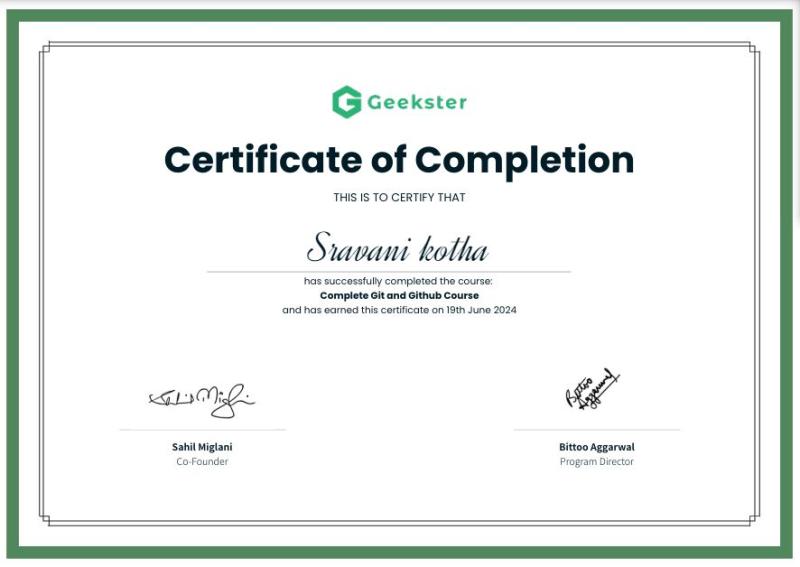 Geekster
Certificate of Completion
THIS IS TO CERTIFY THAT
Sravani kotha
has successfully completed the course:
Complete Git and Github Course
and has earned this certificate on 19th June 2024
Sahil Miglani
Bittoo Aggarwal
Sahil Miglani
Bittoo Aggarwal
Co-Founder
Program Director